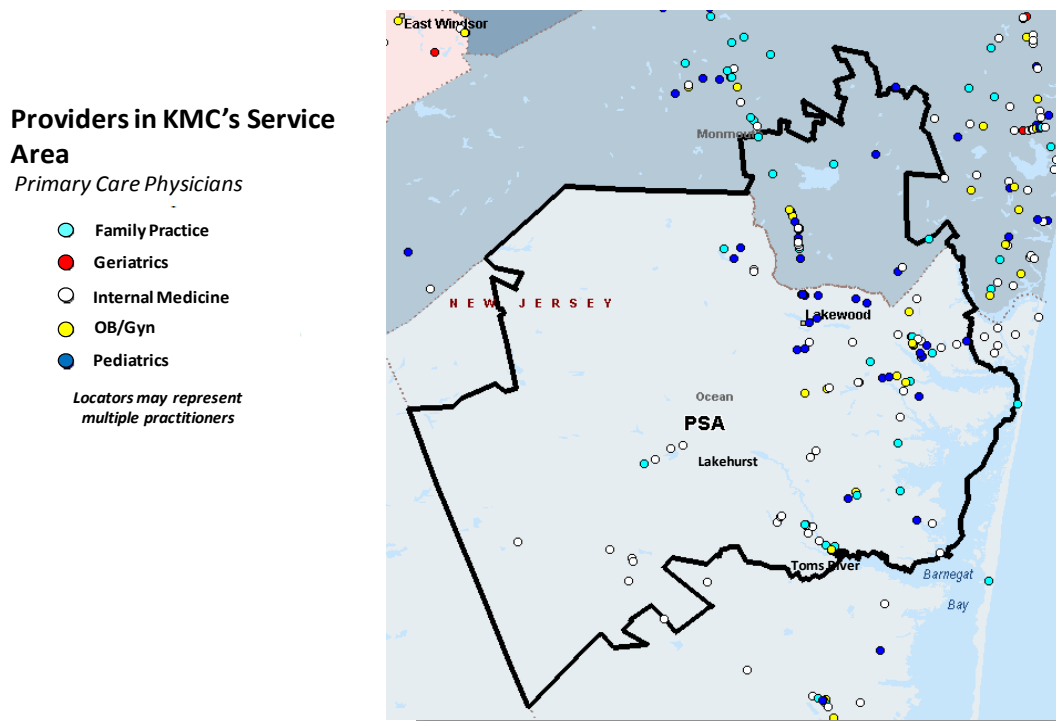 Providers in KMC's Service
Area
Primary Care Physicians
Family Practice
Geriatrics
Internal Medicine
OB/Gyn
Pediatrics
Locators may represent
multiple practitioners
East Windsor
Monmout
NEW JERSEY
Lakewood
Ocean
PSA
Lakehurst
Toms River
Barnegat
Bay